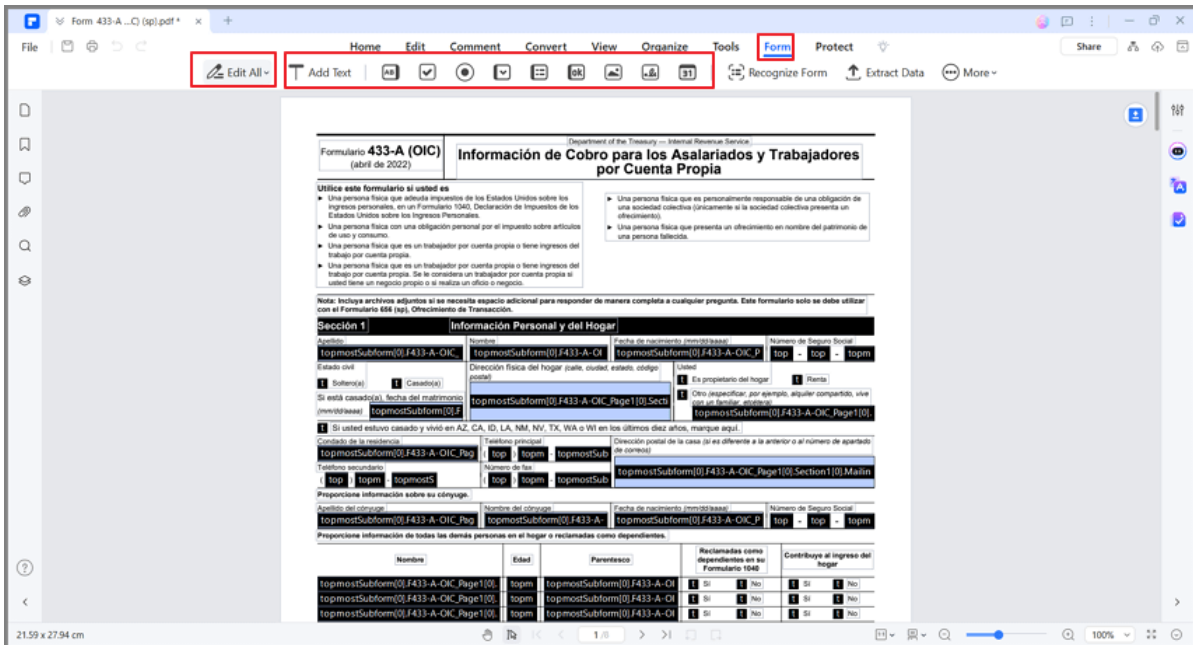 Form 433-A ...C) (sp).pdf *
File Home Edit Comment Convert View Organize Tools Form Protect Share
Edit All Add Text AB ok 31 Recognize Form Extract Data More
Department of the Treasury — Internal Revenue Service
Formulario 433-A (OIC)
(abril de 2022)
Información de Cobro para los Asalariados y Trabajadores
por Cuenta Propia
Utilice este formulario si usted es
► Una persona física que adeuda impuestos de los Estados Unidos sobre los
ingresos personales, en un Formulario 1040, Declaración de Impuestos de los
Estados Unidos sobre los Ingresos Personales.
► Una persona física con una obligación personal por el impuesto sobre artículos
de uso y consumo.
► Una persona física que es un trabajador por cuenta propia o tiene ingresos del
trabajo por cuenta propia.
► Una persona física que es un trabajador por cuenta propia o tiene ingresos del
trabajo por cuenta propia. Se le considera un trabajador por cuenta propia si
usted tiene un negocio propio o si realiza un oficio o negocio.
► Una persona física que es personalmente responsable de una obligación de
una sociedad colectiva (únicamente si la sociedad colectiva presenta un
ofrecimiento).
► Una persona física que presenta un ofrecimiento en nombre del patrimonio de
una persona fallecida.
Nota: Incluya archivos adjuntos si se necesita espacio adicional para responder de manera completa a cualquier pregunta. Este formulario solo se debe utilizar
con el Formulario 656 (sp), Ofrecimiento de Transacción.
Sección 1 Información Personal y del Hogar
Apellido Nombre Fecha de nacimiento (mm/dd/aaaa) Número de Seguro Social
topmostSubform[0].F433-A-OIC_ topmostSubform[0].F433-A-OI topmostSubform[0].F433-A-OIC_P top - top - topm
Estado civil
t Soltero(a) t Casado(a)
Si está casado(a), fecha del matrimonio
(mm/dd/aaaa) topmostSubform[0].F
Dirección física del hogar (calle, ciudad, estado, código
postal)
topmostSubform[0].F433-A-OIC_Page1[0].Secti
Usted
t Es propietario del hogar t Renta
t Otro (especificar, por ejemplo, alquiler compartido, vive
con un familiar, etcétera)
topmostSubform[0].F433-A-OIC_Page1[0].
t Si usted estuvo casado y vivió en AZ, CA, ID, LA, NM, NV, TX, WA o WI en los últimos diez años, marque aquí.
Condado de la residencia
topmostSubform[0].F433-A-OIC_Pag
Teléfono principal
( top ) topm - topmostSub
Dirección postal de la casa (si es diferente a la anterior o al número de apartado
de correos)
topmostSubform[0].F433-A-OIC_Page1[0].Section1[0].Mailin
Teléfono secundario
( top ) topm - topmostS
Número de fax
( top ) topm - topmostSub
Proporcione información sobre su cónyuge.
Apellido del cónyuge Nombre del cónyuge Fecha de nacimiento (mm/dd/aaaa) Número de Seguro Social
topmostSubform[0].F433-A-OIC_Pag topmostSubform[0].F433-A- topmostSubform[0].F433-A-OIC_P top - top - topm
Proporcione información de todas las demás personas en el hogar o reclamadas como dependientes.
Nombre Edad Parentesco
Reclamadas como
dependientes en su
Formulario 1040
Contribuye al ingreso del
hogar
topmostSubform[0].F433-A-OIC_Page1[0]. topm topmostSubform[0].F433-A-OI t Sí t No t Sí t No
topmostSubform[0].F433-A-OIC_Page1[0]. topm topmostSubform[0].F433-A-OI t Sí t No t Sí t No
topmostSubform[0].F433-A-OIC_Page1[0]. topm topmostSubform[0].F433-A-OI t Sí t No t Sí t No
21.59 x 27.94 cm 1 /8 100%